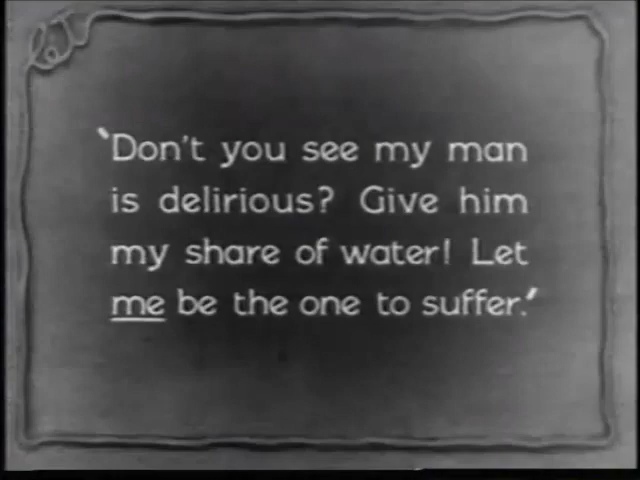 'Don't you see my man
is delirious? Give him
my share of water! Let
me be the one to suffer.'